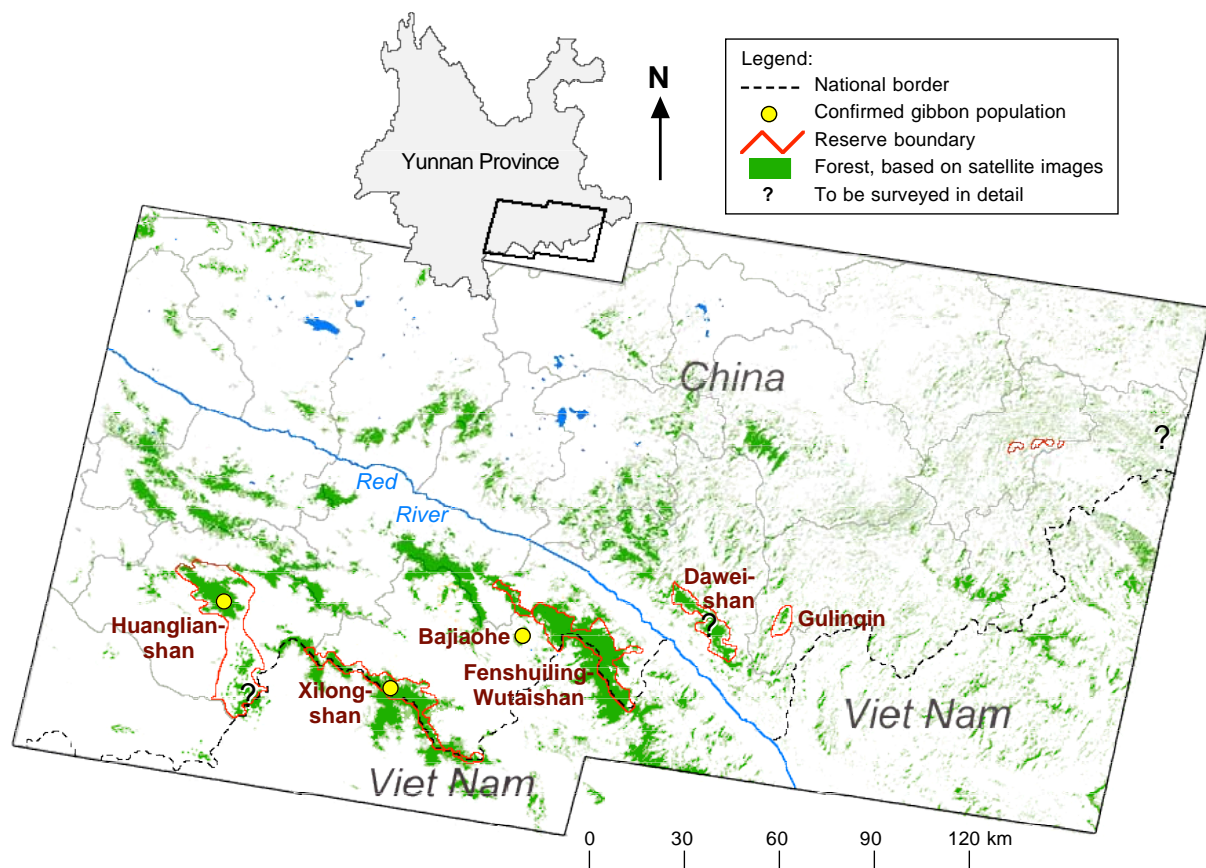 Yunnan Province
N
Legend:
National border
Confirmed gibbon population
Reserve boundary
Forest, based on satellite images
? To be surveyed in detail
China
?
Red
River
Dawei-
shan
?
Gulinqin
Huanglian-
shan
?
Bajiaohe
Xilong-
shan
Fenshuiling-
Wutaishan
Viet Nam
Viet Nam
0 30 60 90 120 km